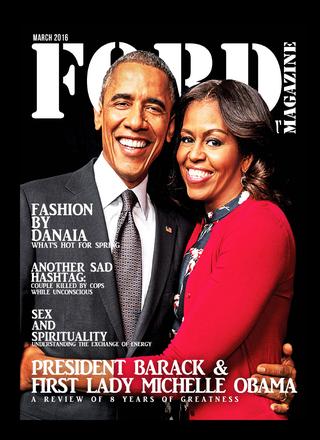 MARCH 2016
FORD
MAGAZINE
FASHION
BY
DANAIA
WHAT'S HOT FOR SPRING
ANOTHER SAD
HASHTAG:
COUPLE KILLED BY COPS
WHILE UNCONSCIOUS
SEX
AND
SPIRITUALITY
UNDERSTANDING THE EXCHANGE OF ENERGY
PRESIDENT BARACK &
FIRST LADY MICHELLE OBAMA
A REVIEW OF 8 YEARS OF GREATNESS